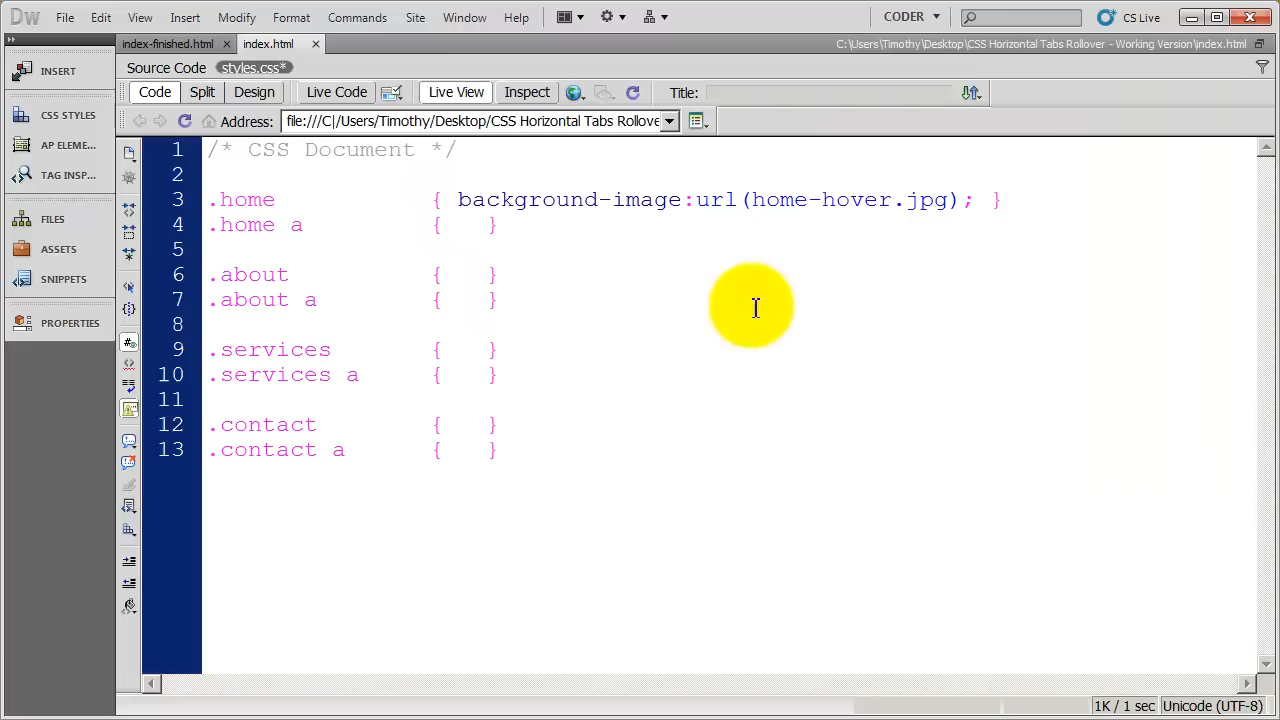 Dw File Edit View Insert Modify Format Commands Site Window Help CODER CS Live
index-finished.html index.html C:\Users\Timothy\Desktop\CSS Horizontal Tabs Rollover - Working Version\index.html
Source Code styles.css*
Code Split Design Live Code Live View Inspect Title:
Address: file:///C|/Users/Timothy/Desktop/CSS Horizontal Tabs Rollove
INSERT
CSS STYLES
AP ELEME...
TAG INSP...
FILES
ASSETS
SNIPPETS
PROPERTIES
1 /* CSS Document */
2
3 .home { background-image:url(home-hover.jpg); }
4 .home a { }
5
6 .about { }
7 .about a { }
8
9 .services { }
10 .services a { }
11
12 .contact { }
13 .contact a { }
1K / 1 sec Unicode (UTF-8)